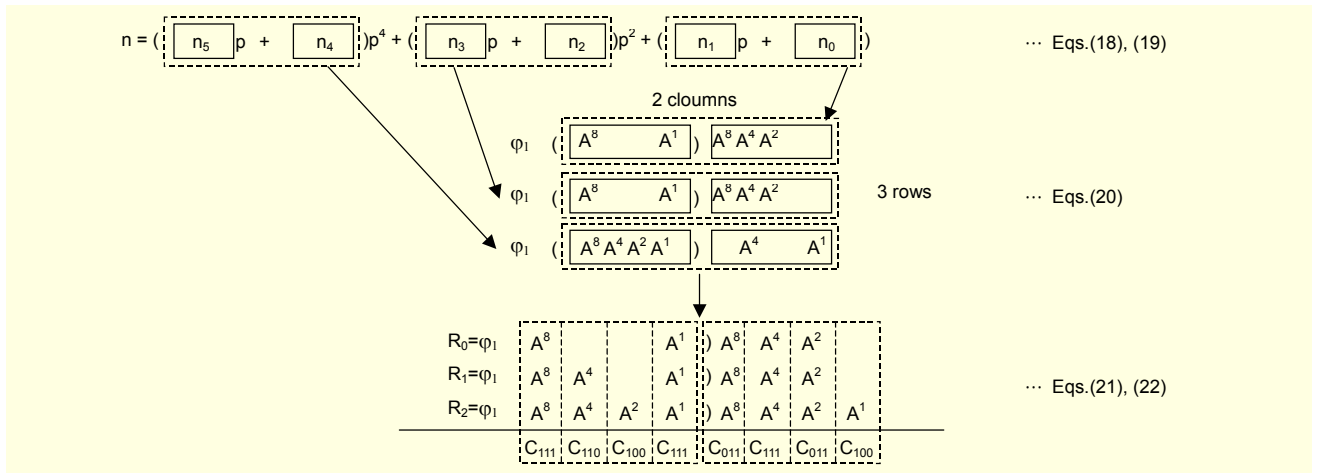 n = ( n₅ p + n₄ )p⁴ + ( n₃ p + n₂ )p² + ( n₁ p + n₀ ) ··· Eqs.(18), (19)
2 cloumns
φ₁ ( A⁸ A¹ ) A⁸ A⁴ A²
φ₁ ( A⁸ A¹ ) A⁸ A⁴ A² 3 rows ··· Eqs.(20)
φ₁ ( A⁸ A⁴ A² A¹ ) A⁴ A¹
R₀=φ₁ A⁸ A¹ ) A⁸ A⁴ A²
R₁=φ₁ A⁸ A⁴ A¹ ) A⁸ A⁴ A² ··· Eqs.(21), (22)
R₂=φ₁ A⁸ A⁴ A² A¹ ) A⁸ A⁴ A² A¹
C₁₁₁ C₁₁₀ C₁₀₀ C₁₁₁ C₀₁₁ C₁₁₁ C₀₁₁ C₁₀₀